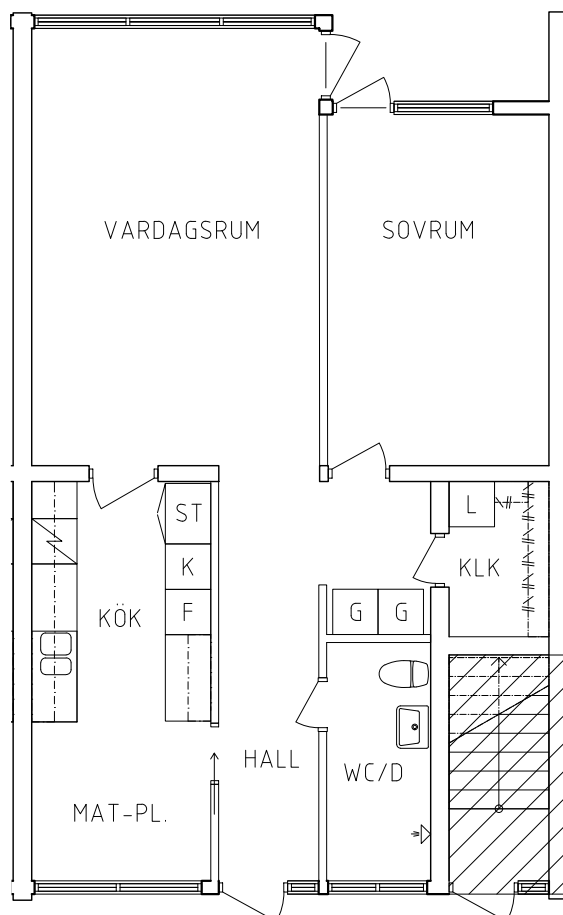 VARDAGSRUM SOVRUM
ST
L
K
KLK
F
G G
KÖK
HALL
WC/D
MAT-PL.